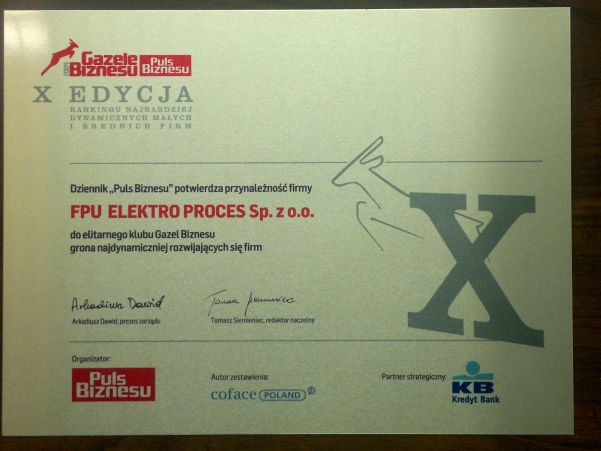 2009
Gazele
Biznesu
Puls
Biznesu
X EDYCJA
RANKINGU NAJBARDZIEJ
DYNAMICZNYCH MAŁYCH
I ŚREDNICH FIRM
Dziennik „Puls Biznesu” potwierdza przynależność firmy
FPU ELEKTRO PROCES Sp. z o.o.
do elitarnego klubu Gazel Biznesu
grona najdynamiczniej rozwijających się firm
X
Arkadiusz Dawid
Arkadiusz Dawid, prezes zarządu
Tomasz Siemieniec, redaktor naczelny
Organizator:
Puls
Biznesu
Autor zestawienia:
coface POLAND
Partner strategiczny:
KB
Kredyt Bank